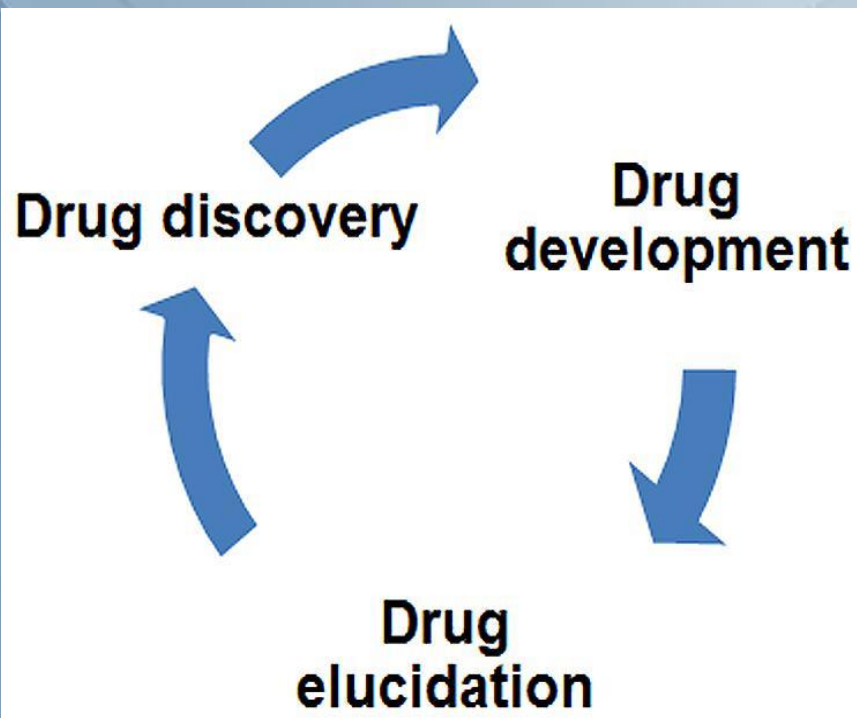 Drug discovery
Drug
development
Drug
elucidation